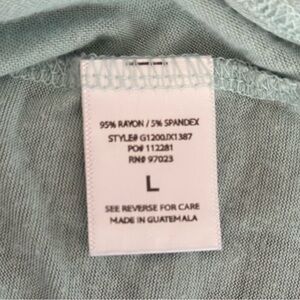 95% RAYON / 5% SPANDEX
STYLE# G1200JX1387
PO# 112281
RN# 97023
L
SEE REVERSE FOR CARE
MADE IN GUATEMALA